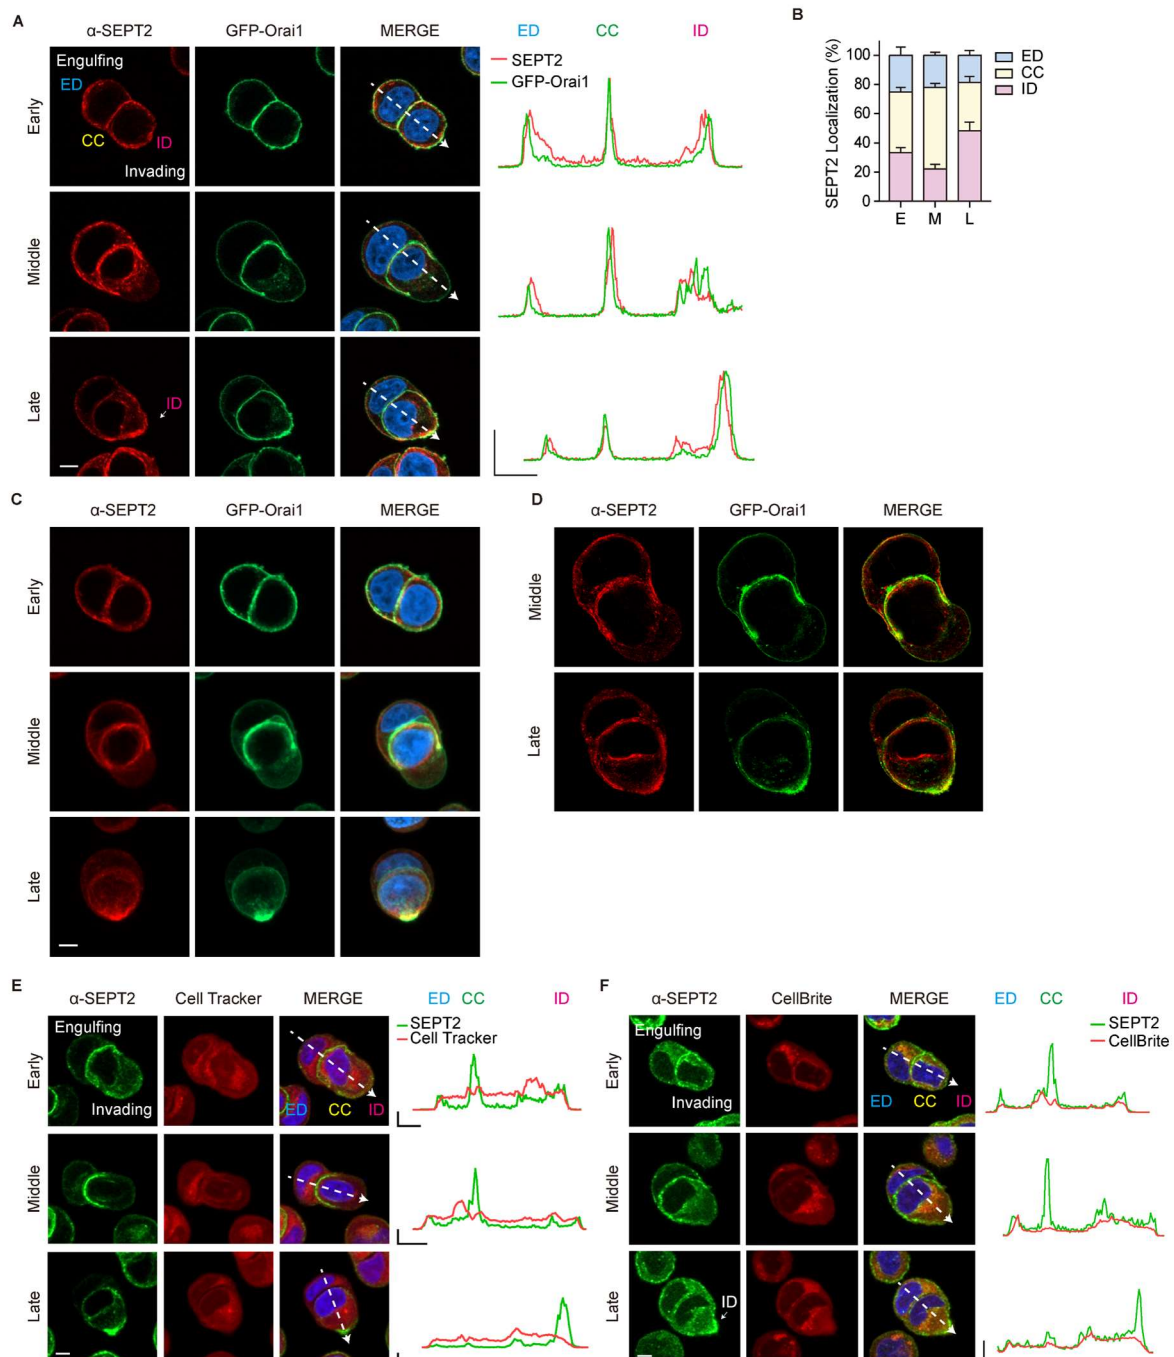 A
α-SEPT2 GFP-Orai1 MERGE ED CC ID
SEPT2
GFP-Orai1
Early
Engulfing
ED
CC
ID
Invading
Middle
Late
ID
B
SEPT2 Localization (%)
100
80
60
40
20
0
E M L
ED
CC
ID
C
α-SEPT2 GFP-Orai1 MERGE
Early
Middle
Late
D
α-SEPT2 GFP-Orai1 MERGE
Middle
Late
E
α-SEPT2 Cell Tracker MERGE ED CC ID
SEPT2
Cell Tracker
Early
Engulfing
Invading
ED CC ID
Middle
Late
F
α-SEPT2 CellBrite MERGE ED CC ID
SEPT2
CellBrite
Early
Engulfing
Invading
ED CC ID
Middle
Late
ID